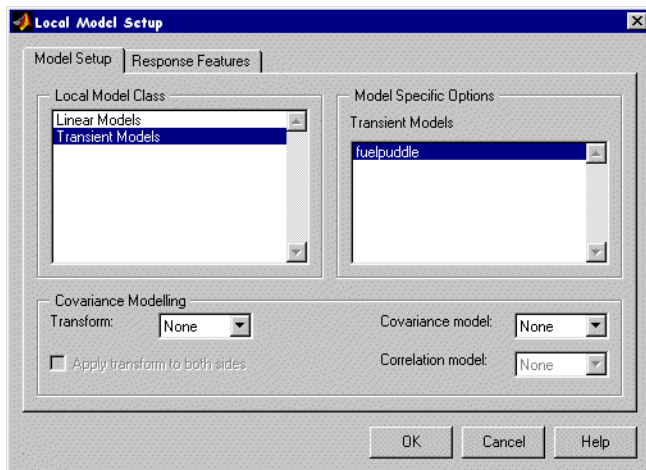 Local Model Setup
Model Setup
Response Features
Local Model Class
Linear Models
Transient Models
Model Specific Options
Transient Models
fuelpuddle
Covariance Modelling
Transform:
None
Covariance model:
None
Apply transform to both sides
Correlation model:
None
OK
Cancel
Help